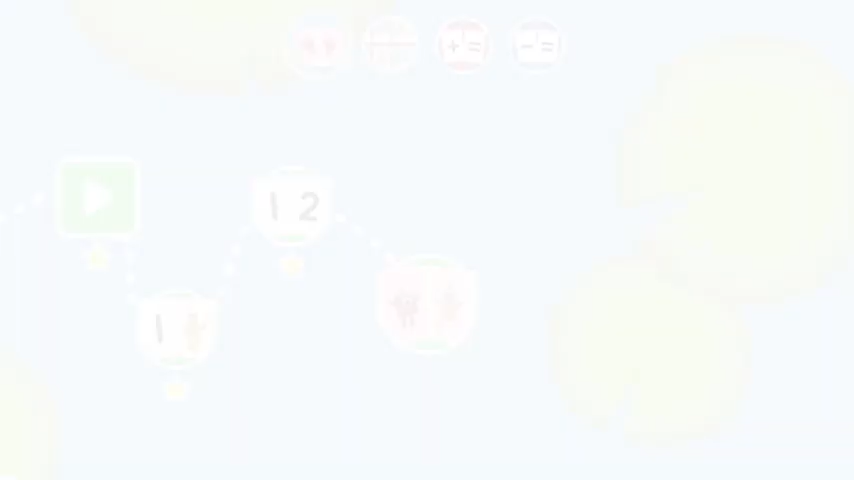 + =
- =
1 2
1